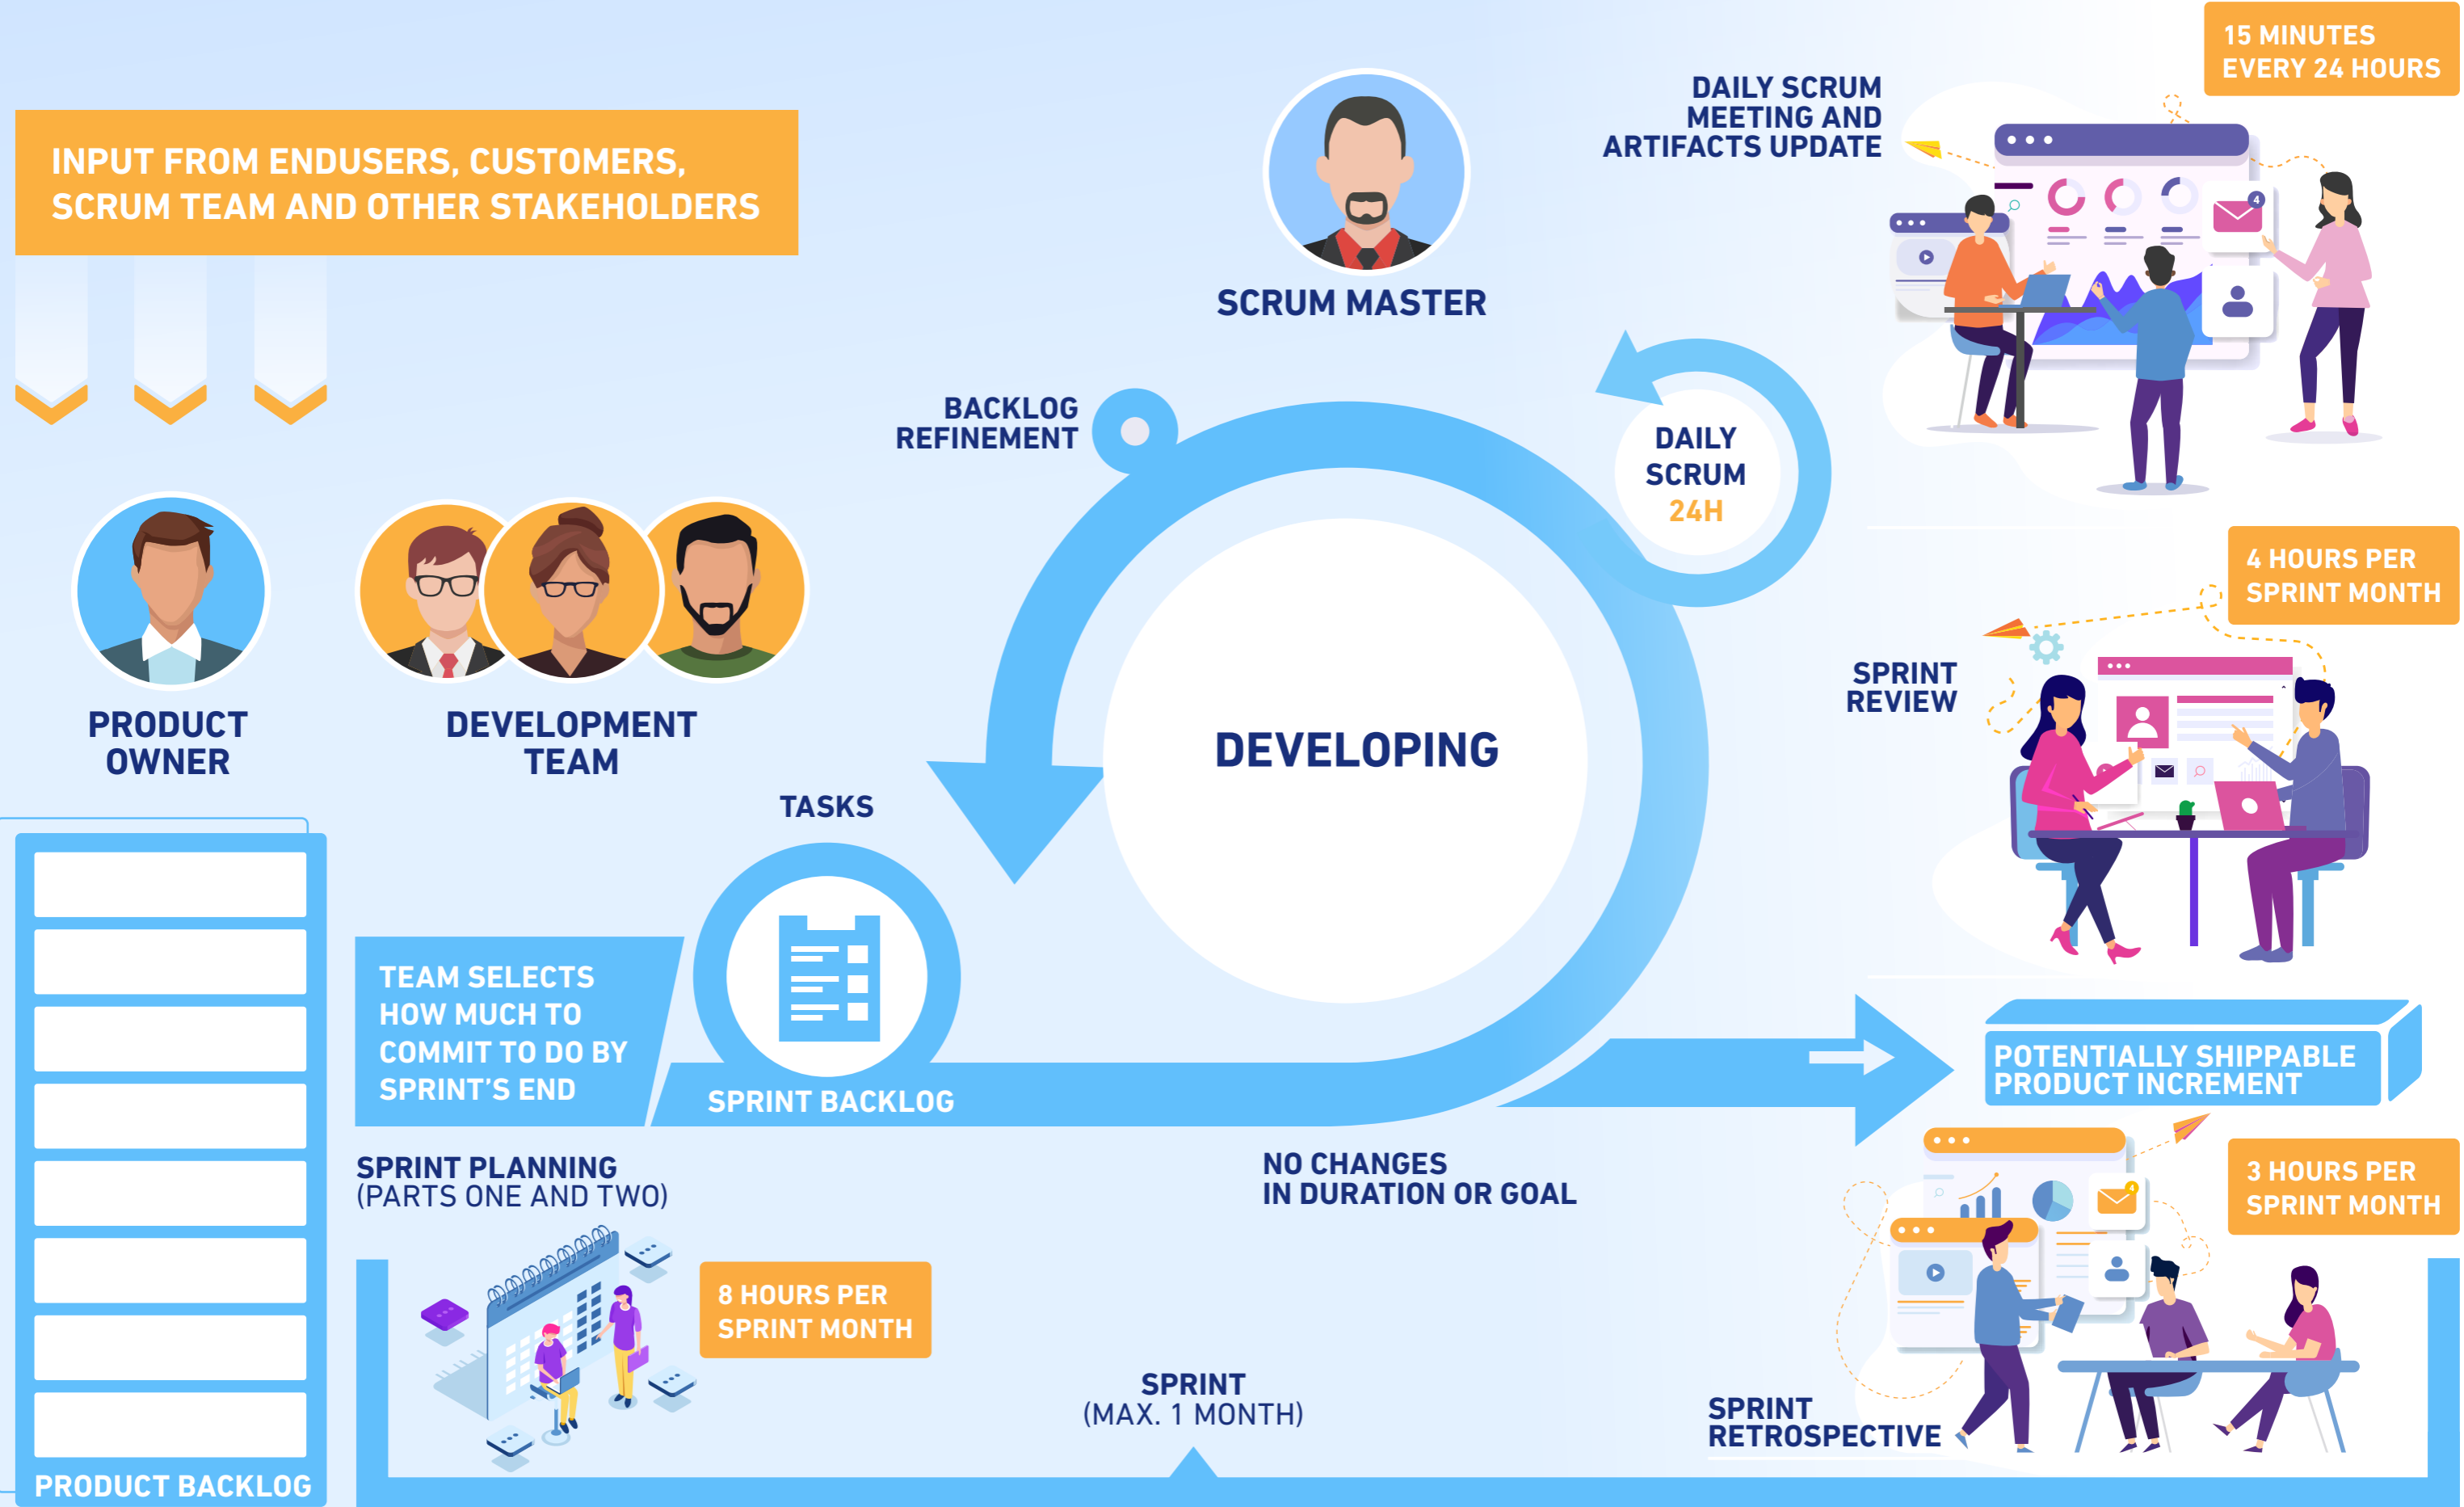 INPUT FROM ENDUSERS, CUSTOMERS,
SCRUM TEAM AND OTHER STAKEHOLDERS
PRODUCT
OWNER
DEVELOPMENT
TEAM
SCRUM MASTER
BACKLOG
REFINEMENT
DAILY
SCRUM
24H
DAILY SCRUM
MEETING AND
ARTIFACTS UPDATE
15 MINUTES
EVERY 24 HOURS
4
DEVELOPING
SPRINT
REVIEW
4 HOURS PER
SPRINT MONTH
TASKS
TEAM SELECTS
HOW MUCH TO
COMMIT TO DO BY
SPRINT'S END
SPRINT BACKLOG
POTENTIALLY SHIPPABLE
PRODUCT INCREMENT
SPRINT PLANNING
(PARTS ONE AND TWO)
8 HOURS PER
SPRINT MONTH
NO CHANGES
IN DURATION OR GOAL
3 HOURS PER
SPRINT MONTH
4
SPRINT
(MAX. 1 MONTH)
SPRINT
RETROSPECTIVE
PRODUCT BACKLOG